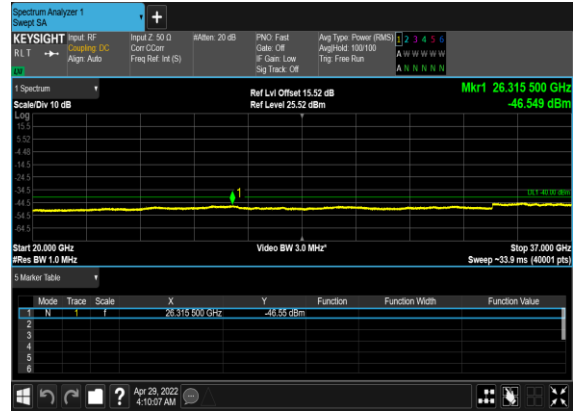 Spectrum Analyzer 1
Swept SA
+
KEYSIGHT Input: RF Input Z: 50 Ω #Atten: 20 dB PNO: Fast Avg Type: Power (RMS) 1 2 3 4 5 6
RLT Coupling: DC Corr CCorr Gate: Off Avg|Hold: 100/100 A W W W W W
Align: Auto Freq Ref: Int (S) IF Gain: Low Trig: Free Run
Sig Track: Off A N N N N N
1 Spectrum Ref Lvl Offset 15.52 dB Mkr1 26.315 500 GHz
Scale/Div 10 dB Ref Level 25.52 dBm -46.549 dBm
Log
15.5
5.52
-4.48
-14.5
-24.5
-34.5 1 DL1 -40.00 dBm
-44.5
-54.5
-64.5
Start 20.000 GHz Video BW 3.0 MHz* Stop 37.000 GHz
#Res BW 1.0 MHz Sweep ~33.9 ms (40001 pts)
5 Marker Table
Mode Trace Scale X Y Function Function Width Function Value
1 N 1 f 26.315 500 GHz -46.55 dBm
2
3
4
5
6
? Apr 29, 2022
4:10:07 AM